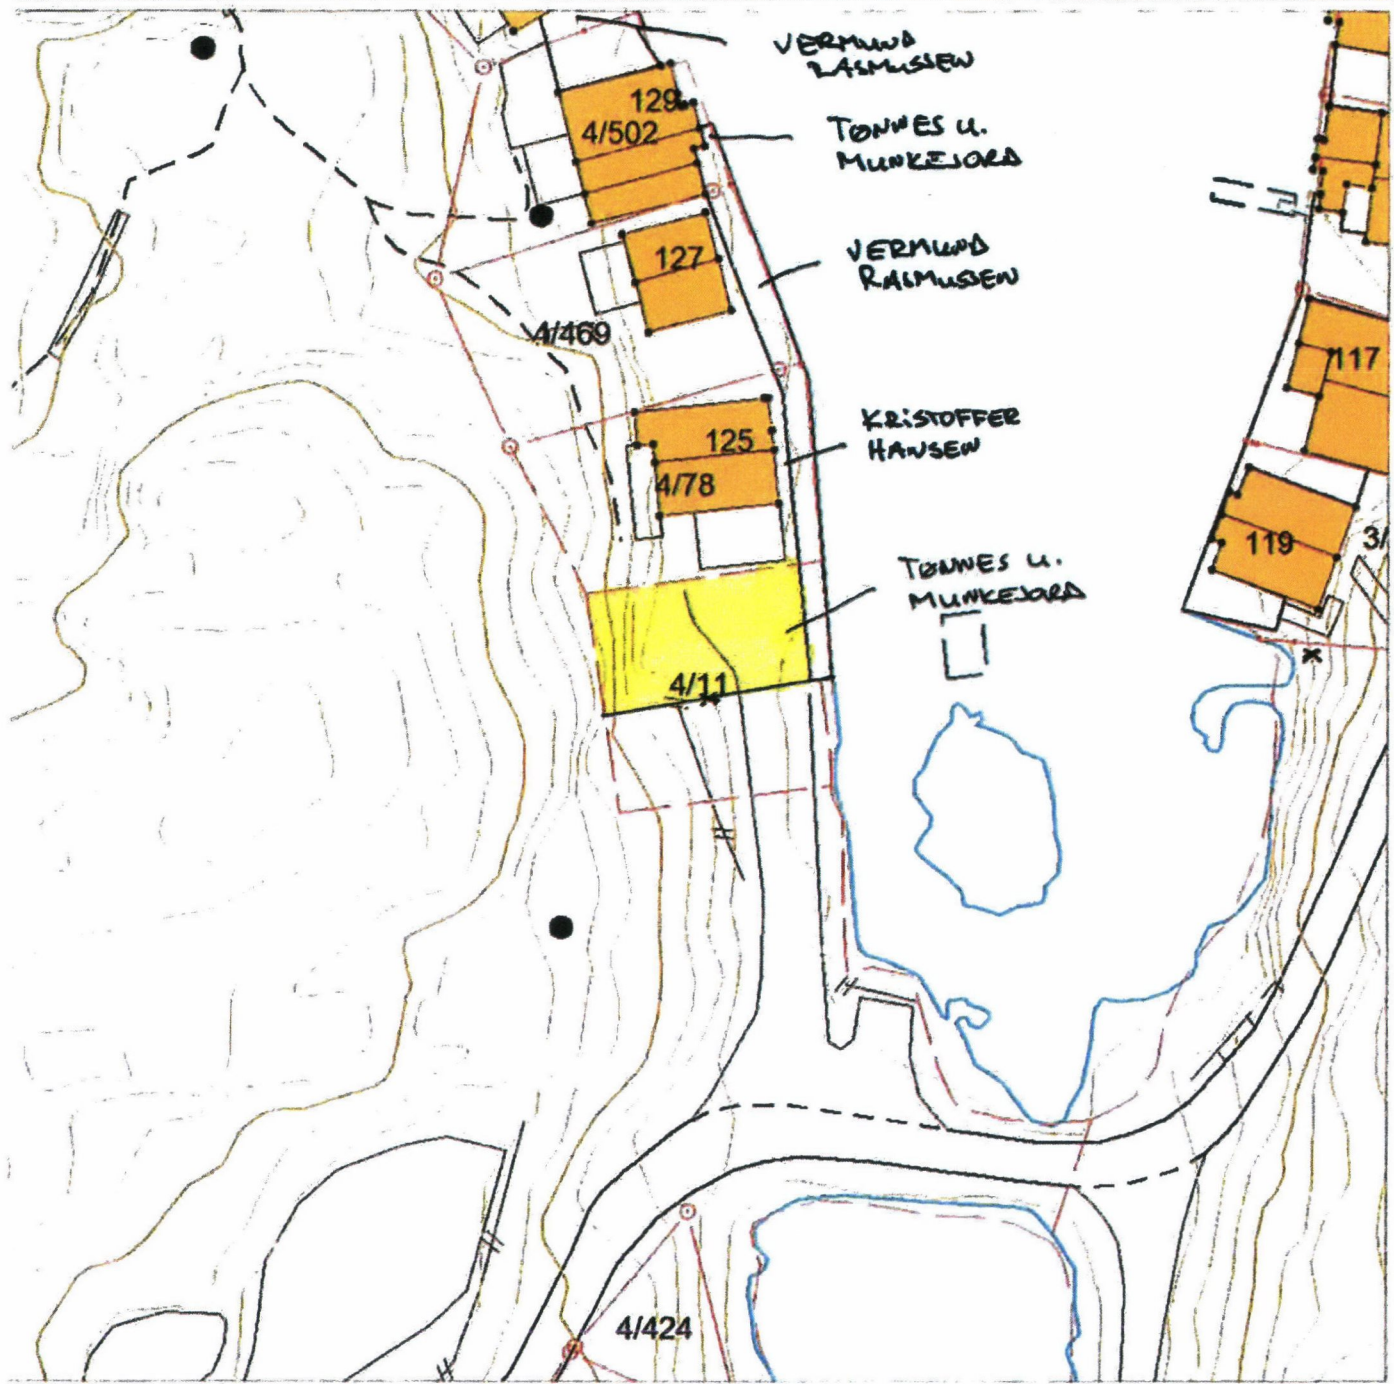 VERMUND
RASMUSSEN
129
4/502
TØNNES U.
MUNKEJORD
127
VERMUND
RASMUSSEN
4/469
117
KRISTOFFER
HANSEN
125
4/78
119
3/
TØNNES U.
MUNKEJORD
4/11
4/424